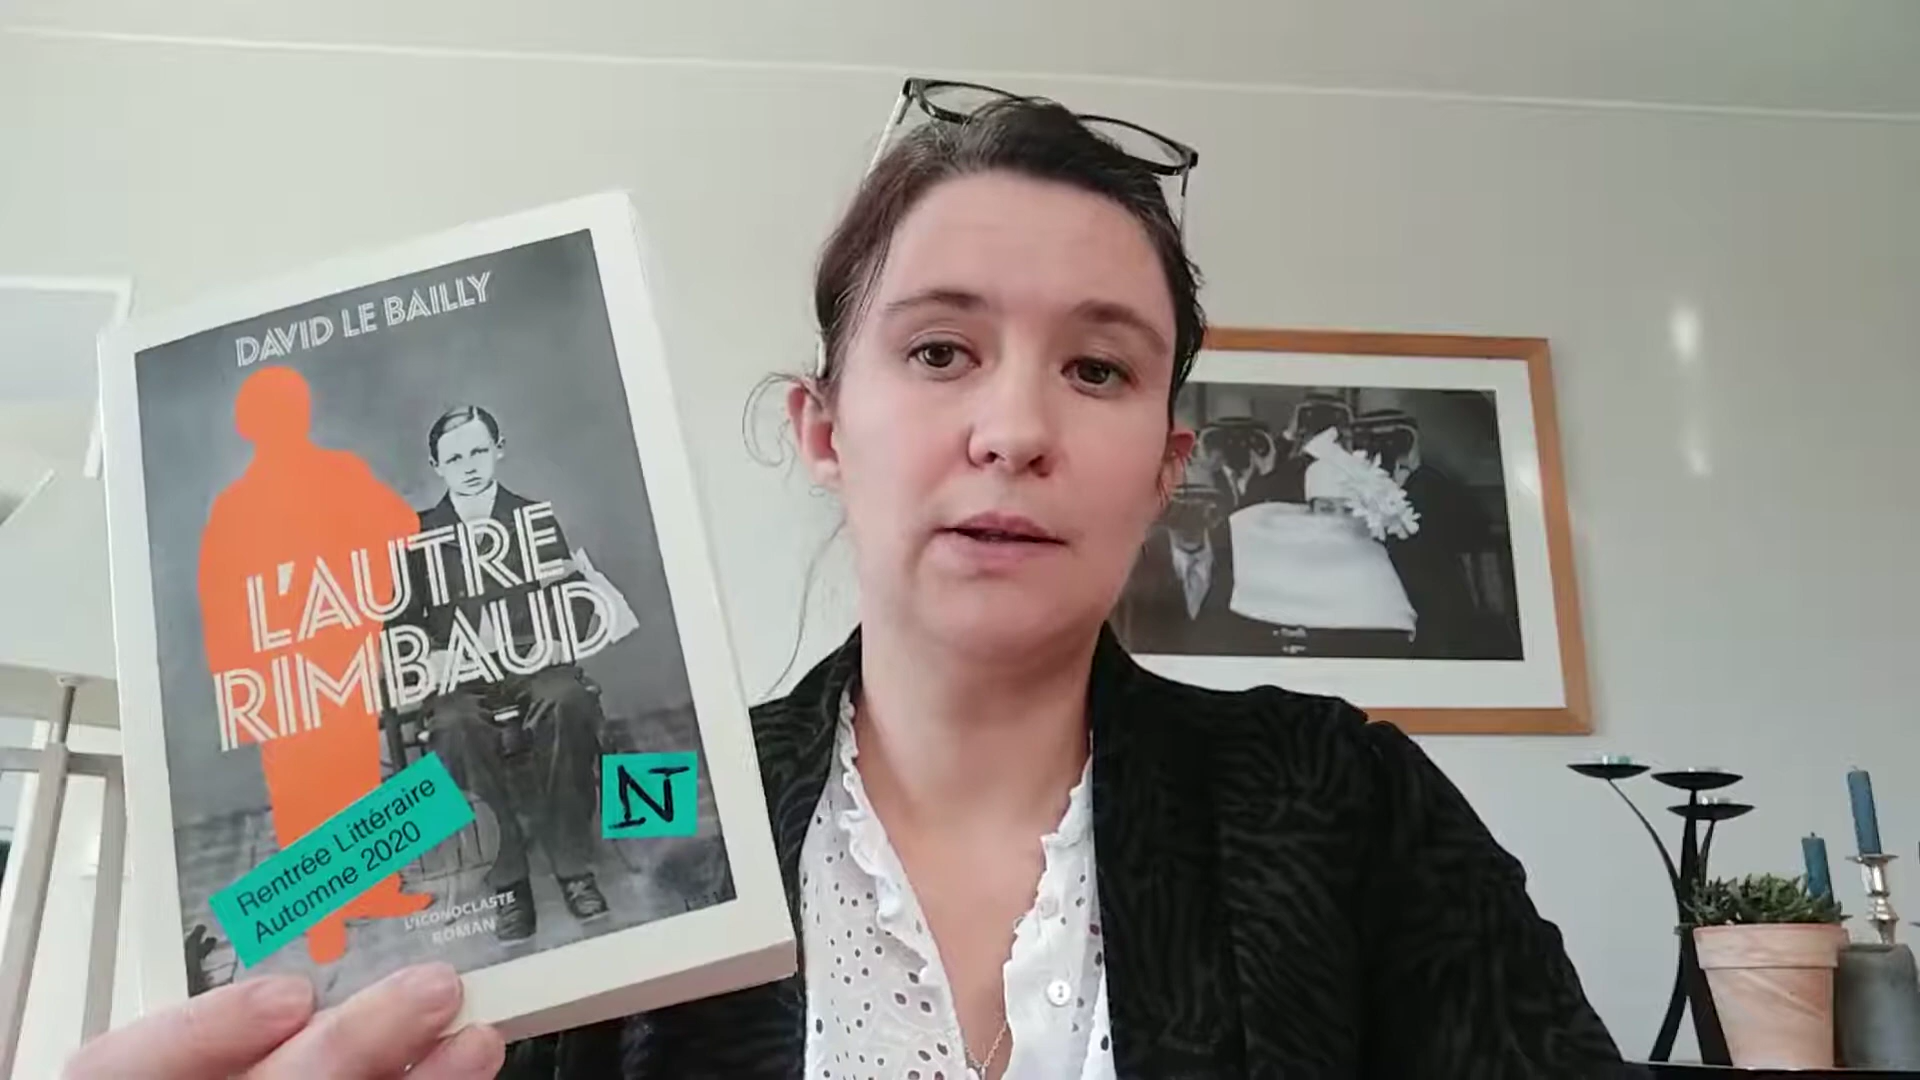 DAVID LE BAILLY
L'AUTRE
RIMBAUD
Rentrée Littéraire
Automne 2020
N
L'ICONOCLASTE
ROMAN